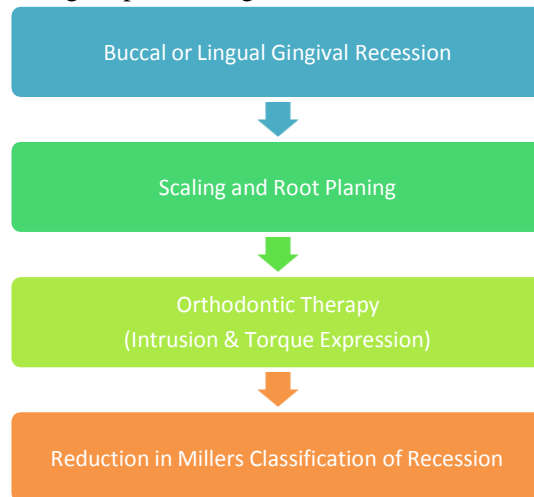 Buccal or Lingual Gingival Recession
Scaling and Root Planing
Orthodontic Therapy
(Intrusion & Torque Expression)
Reduction in Millers Classification of Recession